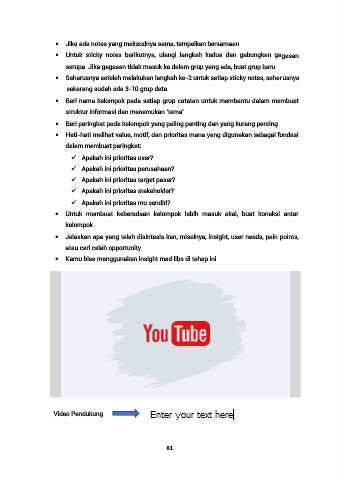 • Jika ada notes yang maksudnya sama, tempelkan bersamaan
• Untuk sticky notes berikutnya, ulangi langkah kedua dan gabungkan gagasan
serupa. Jika gagasan tidak masuk ke dalam grup yang ada, buat grup baru
• Seharusnya setelah melakukan langkah ke-2 untuk setiap sticky notes, seharusnya
sekarang sudah ada 3-10 grup data
• Beri nama kelompok pada setiap grup catatan untuk membantu dalam membuat
struktur informasi dan menemukan "tema"
• Beri peringkat pada kelompok yang paling penting dan yang kurang penting
• Hati-hati melihat value, motif, dan prioritas mana yang digunakan sebagai fondasi
dalam membuat peringkat:
✓ Apakah ini prioritas user?
✓ Apakah ini prioritas perusahaan?
✓ Apakah ini prioritas target pasar?
✓ Apakah ini prioritas stakeholder?
✓ Apakah ini prioritas mu sendiri?
• Untuk membuat keberadaan kelompok lebih masuk akal, buat koneksi antar
kelompok
• Jelaskan apa yang telah disintesis kan, misalnya, insight, user needs, pain points,
atau cari celah opportunity
• Kamu bisa menggunakan insight mad libs di tahap ini
YouTube
Video Pendukung Enter your text here
81